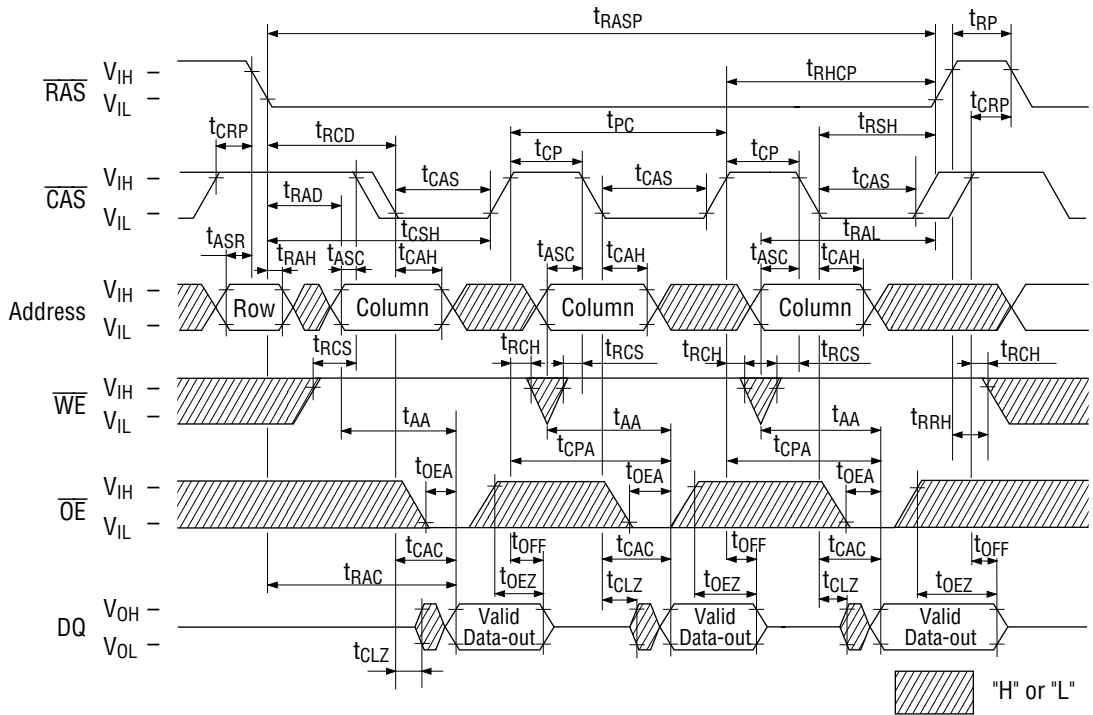 tRASP
tRP
VIH
RAS
VIL
tRHCP
tCRP
tRCD
tPC
tRSH
tCRP
VIH
CAS
VIL
tCP
tCP
tCAS
tCAS
tCAS
tRAD
tCSH
tRAL
tASR
tRAH
tASC
tCAH
tASC
tCAH
tASC
tCAH
Address
VIH
VIL
Row
Column
Column
Column
tRCS
tRCH
tRCS
tRCH
tRCS
tRCH
VIH
WE
VIL
tAA
tAA
tAA
tRRH
tCPA
tCPA
tOEA
tOEA
tOEA
VIH
OE
VIL
tCAC
tOFF
tCAC
tOFF
tCAC
tOFF
tRAC
tOEZ
tCLZ
tOEZ
tCLZ
tOEZ
VOH
DQ
VOL
Valid
Data-out
Valid
Data-out
Valid
Data-out
tCLZ
"H" or "L"